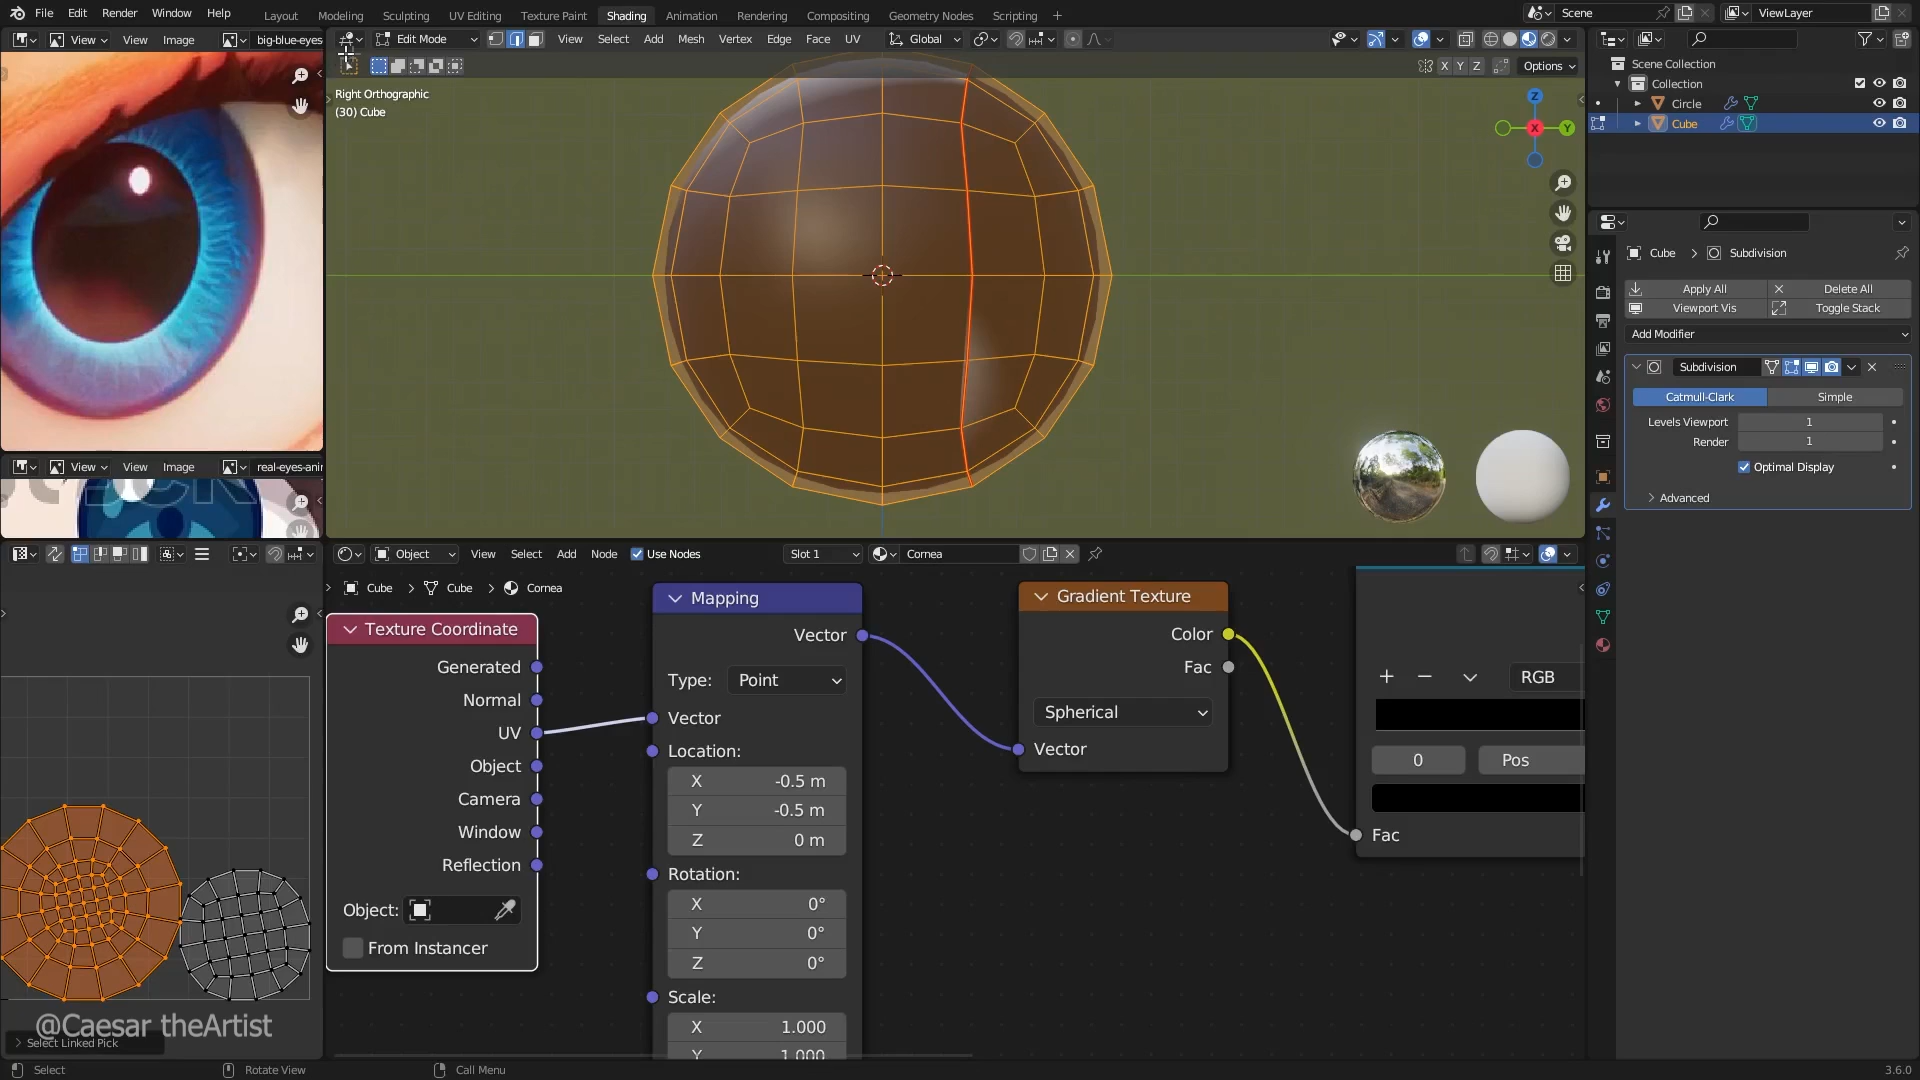 File Edit Render Window Help Layout Modeling Sculpting UV Editing Texture Paint Shading Animation Rendering Compositing Geometry Nodes Scripting + Scene ViewLayer
View View Image big-blue-eyes Edit Mode View Select Add Mesh Vertex Edge Face UV Global
X Y Z Options
Right Orthographic
(30) Cube
Z
X
Y
Scene Collection
Collection
Circle
Cube
Cube > Subdivision
Apply All Delete All
Viewport Vis Toggle Stack
Add Modifier
Subdivision
Catmull-Clark Simple
Levels Viewport 1
Render 1
Optimal Display
Advanced
View View Image real-eyes-ani
Object View Select Add Node Use Nodes Slot 1 Cornea
Cube > Cube > Cornea
Texture Coordinate
Generated
Normal
UV
Object
Camera
Window
Reflection
Object:
From Instancer
Mapping
Vector
Type: Point
Vector
Location:
X -0.5 m
Y -0.5 m
Z 0 m
Rotation:
X 0°
Y 0°
Z 0°
Scale:
X 1.000
Y 1.000
Gradient Texture
Color
Fac
Spherical
Vector
+ − RGB
0 Pos
Fac
@Caesar theArtist
Select Linked Pick
Select Rotate View Call Menu 3.6.0